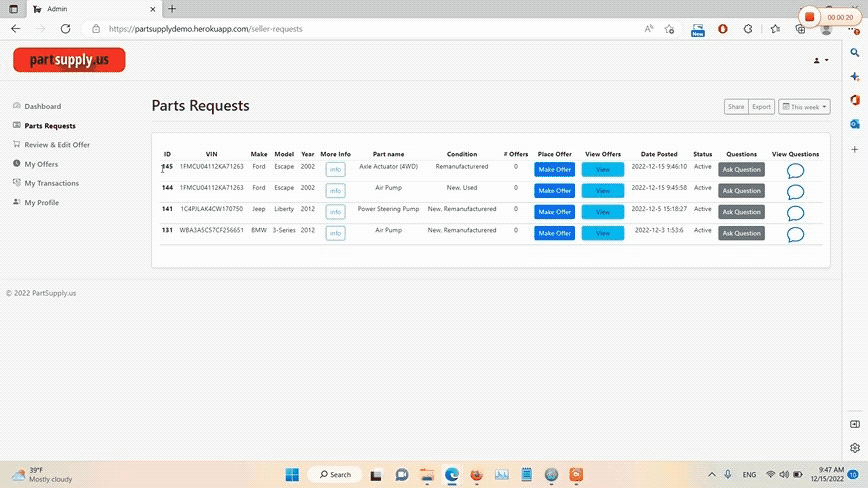 Admin
00:00:20
https://partsupplydemo.herokuapp.com/seller-requests
New
partsupply.us
Dashboard
Parts Requests
Review & Edit Offer
My Offers
My Transactions
My Profile
Parts Requests
Share Export This week
ID VIN Make Model Year More Info Part name Condition # Offers Place Offer View Offers Date Posted Status Questions View Questions
145 1FMCU04112KA71263 Ford Escape 2002 info Axle Actuator (4WD) Remanufacturered 0 Make Offer View 2022-12-15 9:46:10 Active Ask Question
144 1FMCU04112KA71263 Ford Escape 2002 info Air Pump New, Used 0 Make Offer View 2022-12-15 9:45:58 Active Ask Question
141 1C4PJLAK4CW170750 Jeep Liberty 2012 info Power Steering Pump New, Remanufacturered 0 Make Offer View 2022-12-5 15:18:27 Active Ask Question
131 WBA3A5C57CF256651 BMW 3-Series 2012 info Air Pump New, Remanufacturered 0 Make Offer View 2022-12-3 1:53:6 Active Ask Question
© 2022 PartSupply.us
39°F
Mostly cloudy
Search
ENG
9:47 AM
12/15/2022
10